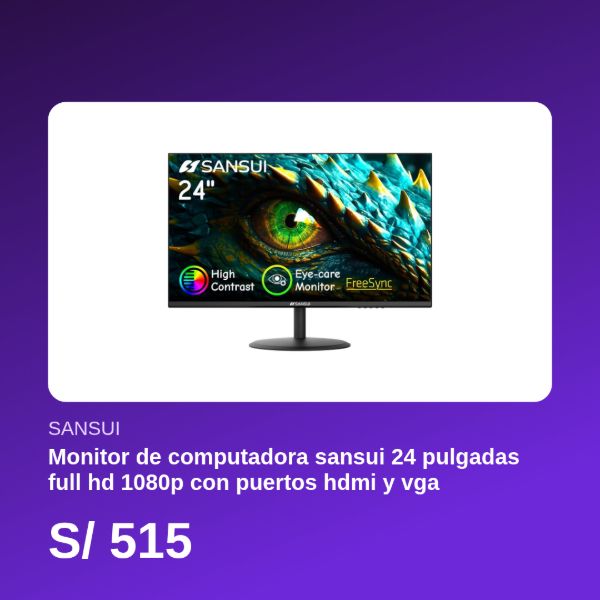 SANSUI
24"
High
Contrast
Eye-care
Monitor
FreeSync
SANSUI
SANSUI
Monitor de computadora sansui 24 pulgadas
full hd 1080p con puertos hdmi y vga
S/ 515